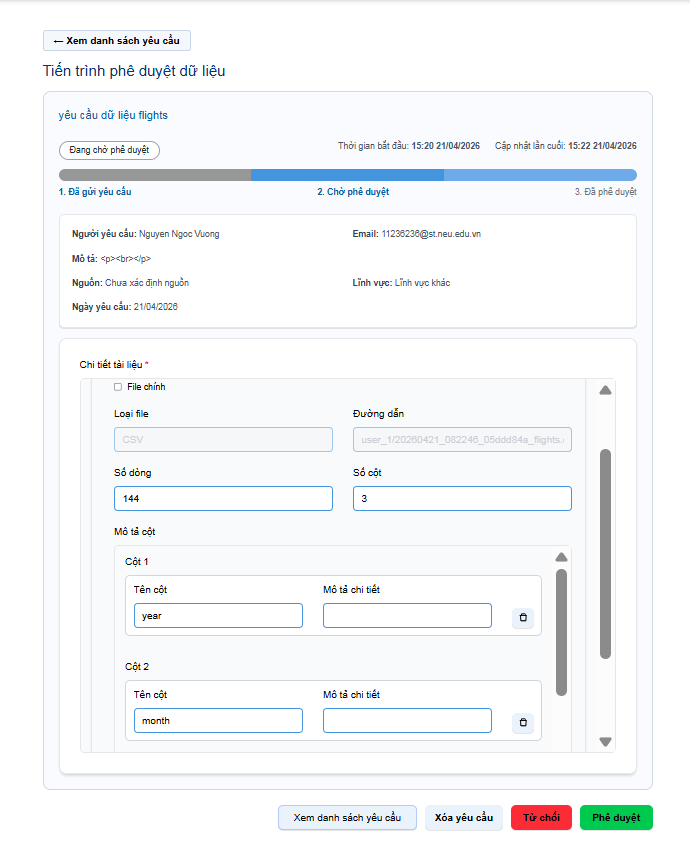 ← Xem danh sách yêu cầu
Tiến trình phê duyệt dữ liệu
yêu cầu dữ liệu flights
Đang chờ phê duyệt
Thời gian bắt đầu: 15:20 21/04/2026 Cập nhật lần cuối: 15:22 21/04/2026
1. Đã gửi yêu cầu 2. Chờ phê duyệt 3. Đã phê duyệt
Người yêu cầu: Nguyen Ngoc Vuong Email: 11236236@st.neu.edu.vn
Mô tả: <p><br></p>
Nguồn: Chưa xác định nguồn Lĩnh vực: Lĩnh vực khác
Ngày yêu cầu: 21/04/2026
Chi tiết tài liệu *
File chính
Loại file Đường dẫn
CSV user_1/20260421_082246_05ddd84a_flights.
Số dòng Số cột
144 3
Mô tả cột
Cột 1
Tên cột Mô tả chi tiết
year
Cột 2
Tên cột Mô tả chi tiết
month
Xem danh sách yêu cầu Xóa yêu cầu Từ chối Phê duyệt